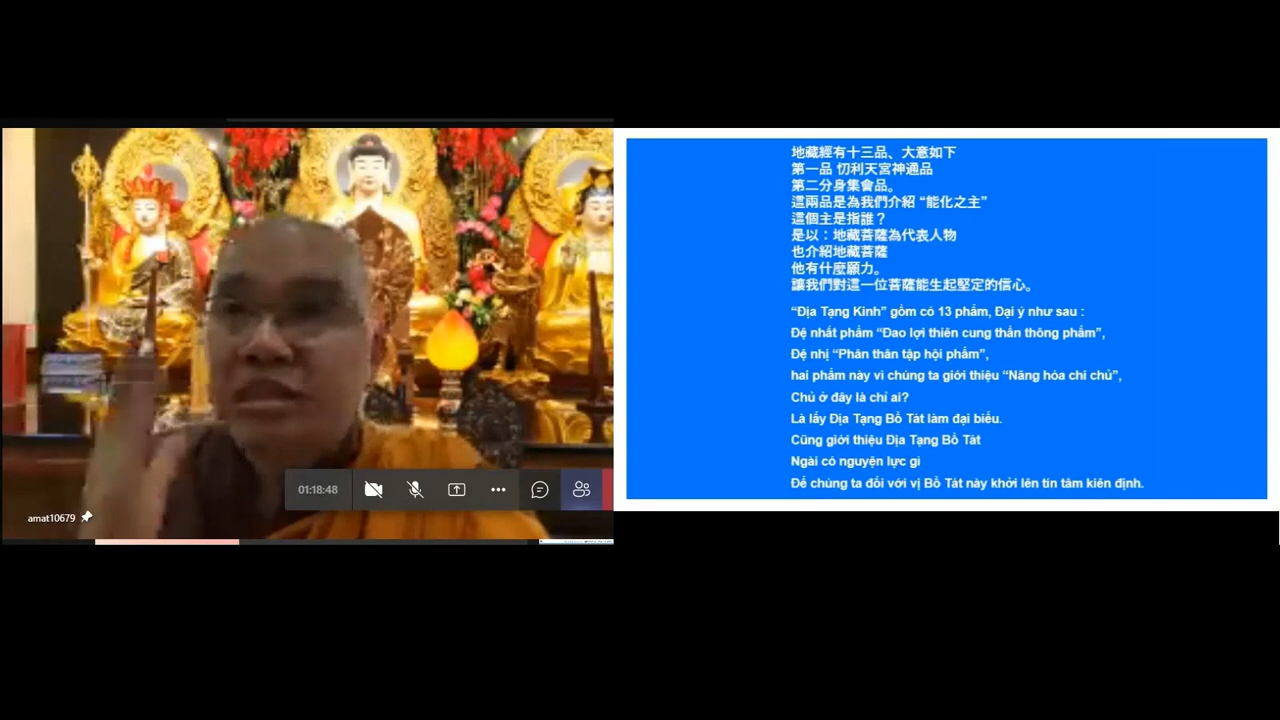 01:18:48
amat10679
地藏經有十三品、大意如下
第一品 忉利天宮神通品
第二分身集會品。
這兩品是為我們介紹 “能化之主”
這個主是指誰？
是以：地藏菩薩為代表人物
也介紹地藏菩薩
他有什麼願力。
讓我們對這一位菩薩能生起堅定的信心。
“Địa Tạng Kinh” gồm có 13 phẩm, Đại ý như sau :
Đệ nhất phẩm “Đao lợi thiên cung thần thông phẩm”,
Đệ nhị “Phân thân tập hội phẩm”,
hai phẩm này vì chúng ta giới thiệu “Năng hóa chi chủ”,
Chủ ở đây là chỉ ai?
Là lấy Địa Tạng Bồ Tát làm đại biểu.
Cũng giới thiệu Địa Tạng Bồ Tát
Ngài có nguyện lực gì
Để chúng ta đối với vị Bồ Tát này khởi lên tín tâm kiên định.